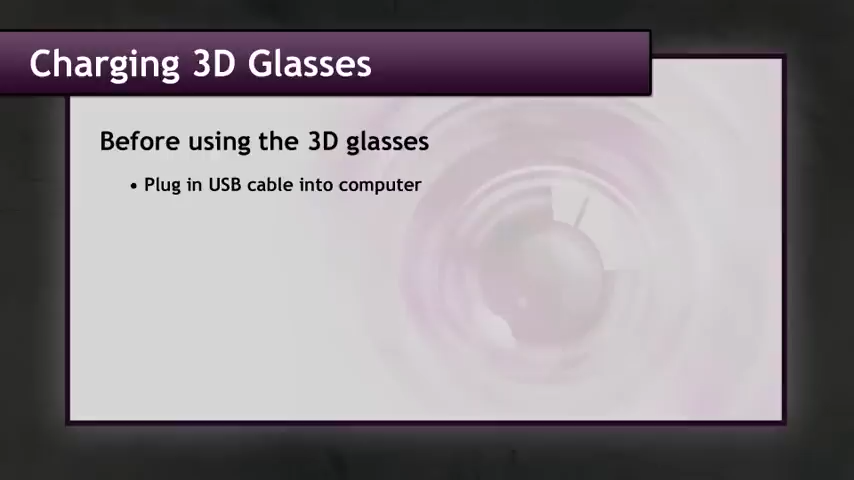 Charging 3D Glasses
Before using the 3D glasses
• Plug in USB cable into computer